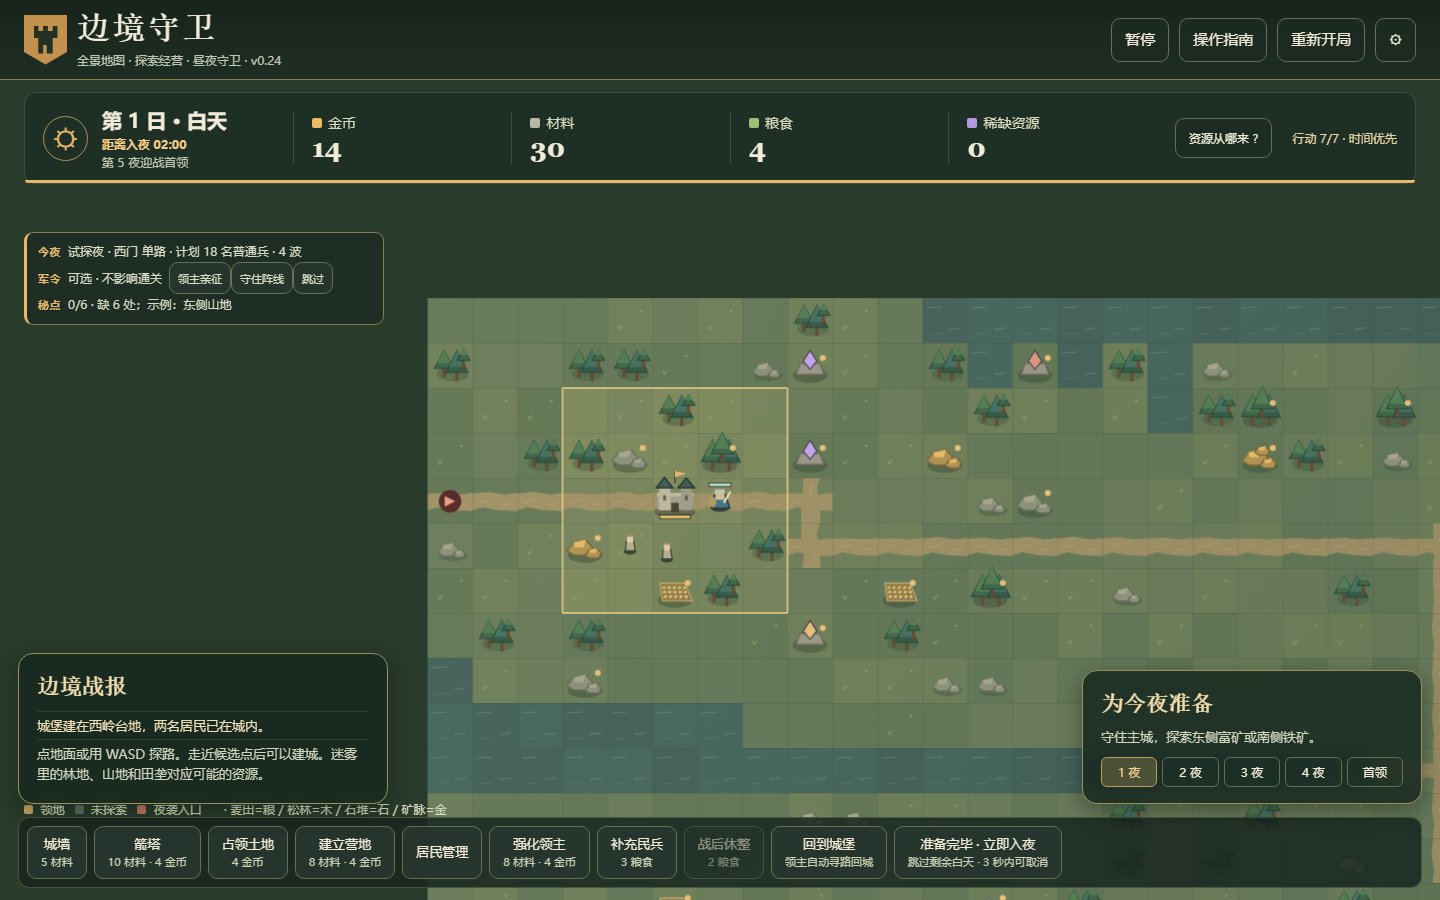 边境守卫
全景地图 · 探索经营 · 昼夜守卫 · v0.24
暂停
操作指南
重新开局
第 1 日 · 白天
距离入夜 02:00
第 5 夜迎战首领
金币
14
材料
30
粮食
4
稀缺资源
0
资源从哪来？
行动 7/7 · 时间优先
今夜 试探夜 · 西门 单路 · 计划 18 名普通兵 · 4 波
军令 可选 · 不影响通关 领主亲征 守住阵线 跳过
秘点 0/6 · 缺 6 处；示例：东侧山地
边境战报
城堡建在西岭台地，两名居民已在城内。
点地面或用 WASD 探路。走近候选点后可以建城。迷雾
里的林地、山地和田垄对应可能的资源。
为今夜准备
守住主城，探索东侧富矿或南侧铁矿。
1 夜
2 夜
3 夜
4 夜
首领
领地 未探索 夜袭入口 · 麦田=粮 / 松林=木 / 石堆=石 / 矿脉=金
城墙
5 材料
箭塔
10 材料 · 4 金币
占领土地
4 金币
建立营地
8 材料 · 4 金币
居民管理
强化领主
8 材料 · 4 金币
补充民兵
3 粮食
战后休整
2 粮食
回到城堡
领主自动寻路回城
准备完毕 · 立即入夜
跳过剩余白天 · 3 秒内可取消